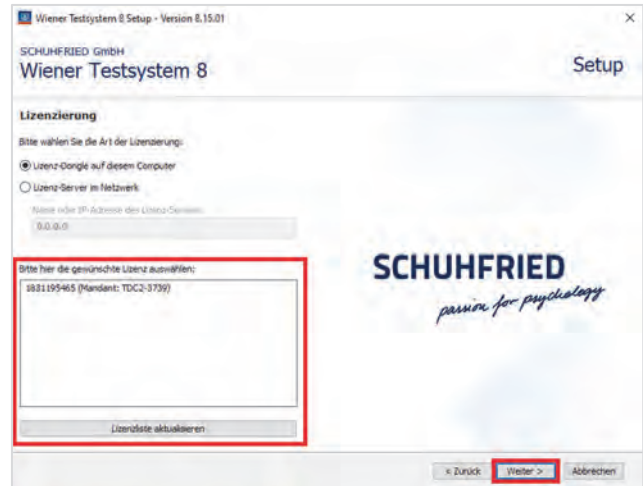 Wiener Testsystem 8 Setup - Version 8.15.01
SCHUHFRIED GmbH
Wiener Testsystem 8
Setup
Lizenzierung
Bitte wählen Sie die Art der Lizenzierung:
Lizenz-Dongle auf diesem Computer
Lizenz-Server im Netzwerk
Name oder IP-Adresse des Lizenz-Servers:
0.0.0.0
Bitte hier die gewünschte Lizenz auswählen:
1831195465 (Mandant: TDC2-3739)
Lizenzliste aktualisieren
SCHUHFRIED
passion for psychology
< Zurück
Weiter >
Abbrechen